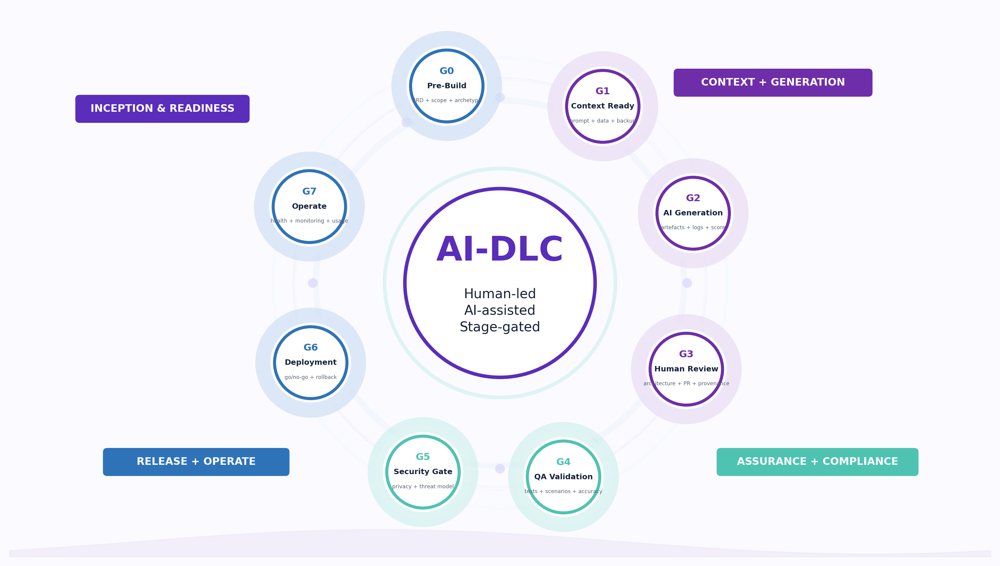 INCEPTION & READINESS
CONTEXT + GENERATION
G0
Pre-Build
BRD + scope + archetype
G1
Context Ready
prompt + data + backup
G2
AI Generation
artefacts + logs + score
G3
Human Review
architecture + PR + provenance
G4
QA Validation
tests + scenarios + accuracy
G5
Security Gate
privacy + threat model
G6
Deployment
go/no-go + rollback
G7
Operate
health + monitoring + usage
AI-DLC
Human-led
AI-assisted
Stage-gated
RELEASE + OPERATE
ASSURANCE + COMPLIANCE